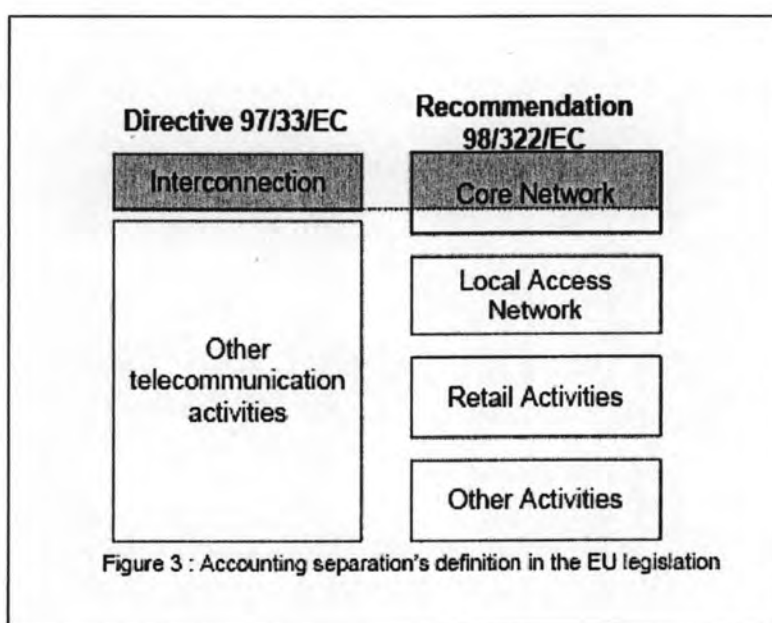 Directive 97/33/EC
Interconnection
Other
telecommunication
activities
Recommendation
98/322/EC
Core Network
Local Access
Network
Retail Activities
Other Activities
Figure 3 : Accounting separation's definition in the EU legislation